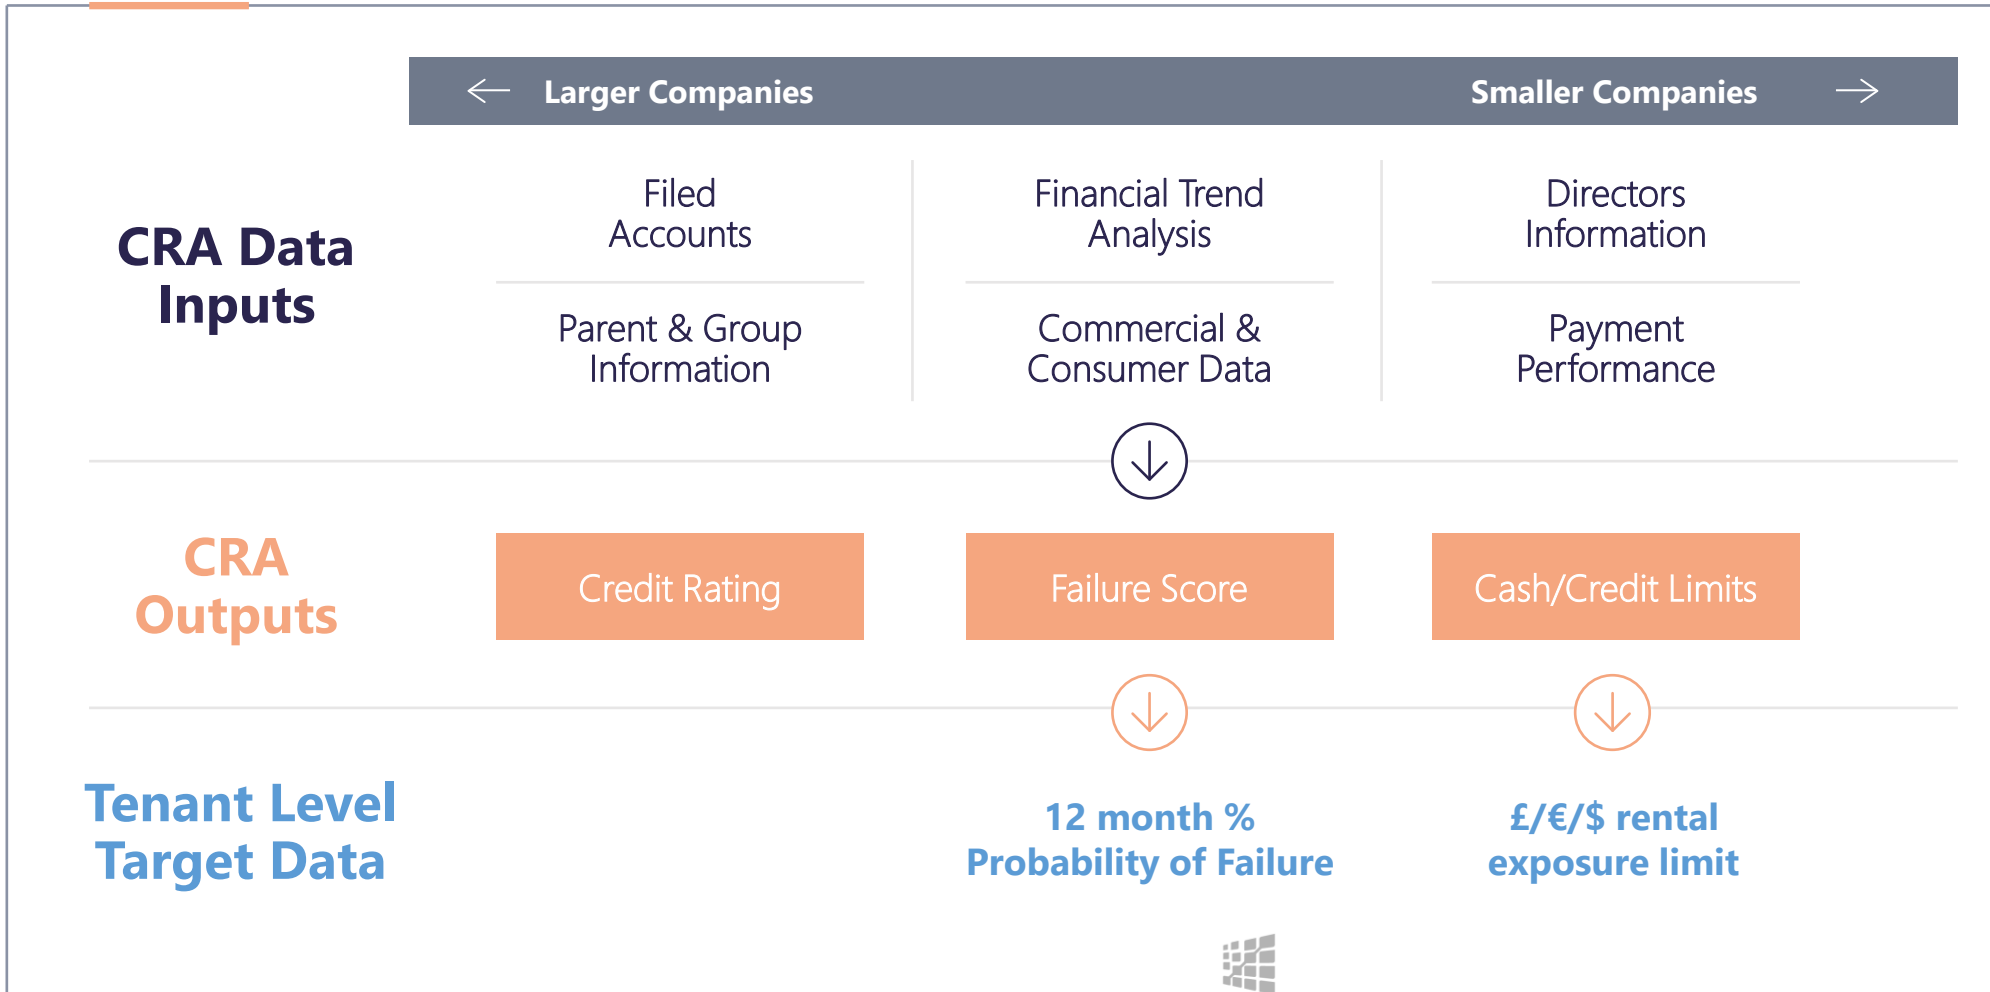 Larger Companies
Smaller Companies
CRA Data
Inputs
Filed
Accounts
Financial Trend
Analysis
Directors
Information
Parent & Group
Information
Commercial &
Consumer Data
Payment
Performance
CRA
Outputs
Credit Rating
Failure Score
Cash/Credit Limits
Tenant Level
Target Data
12 month %
Probability of Failure
£/€/$ rental
exposure limit